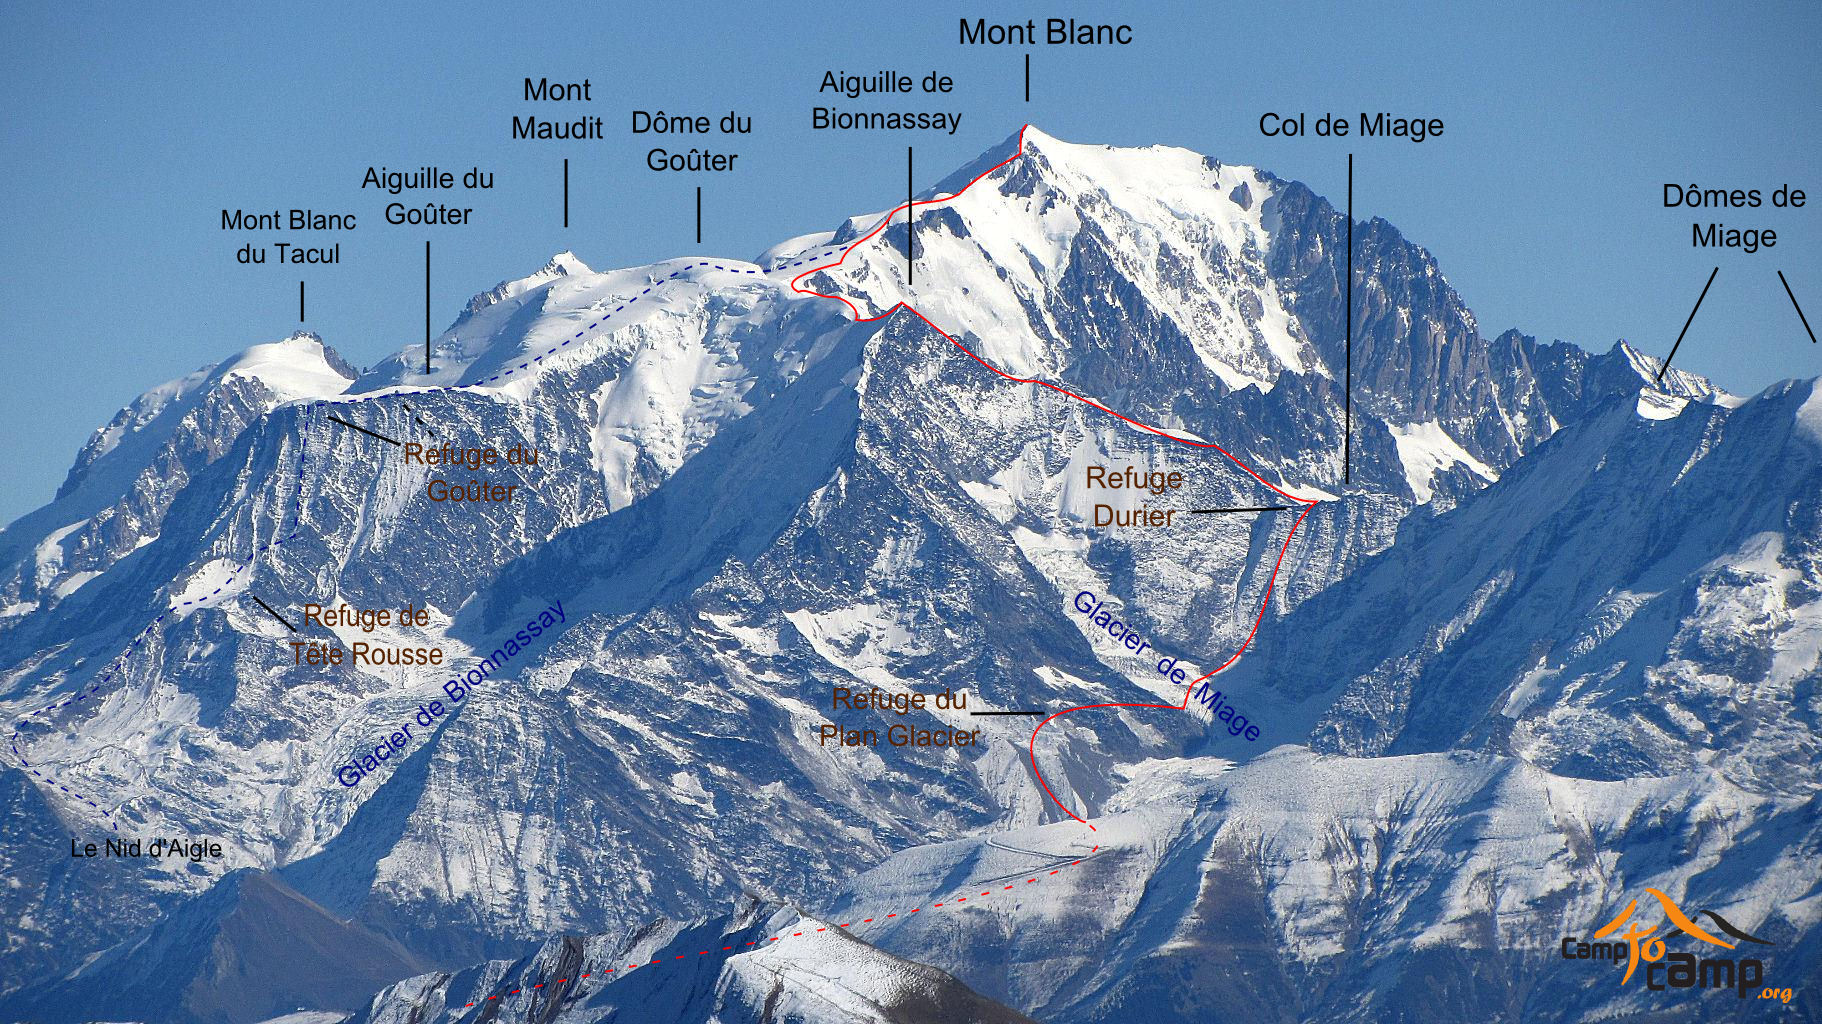 Mont Blanc
Aiguille de
Bionnassay
Mont
Maudit
Dôme du
Goûter
Col de Miage
Aiguille du
Goûter
Dômes de
Miage
Mont Blanc
du Tacul
Refuge du
Goûter
Refuge
Durier
Refuge de
Tête Rousse
Glacier de Bionnassay
Glacier de Miage
Refuge du
Plan Glacier
Le Nid d'Aigle
Camp
to
camp
.org